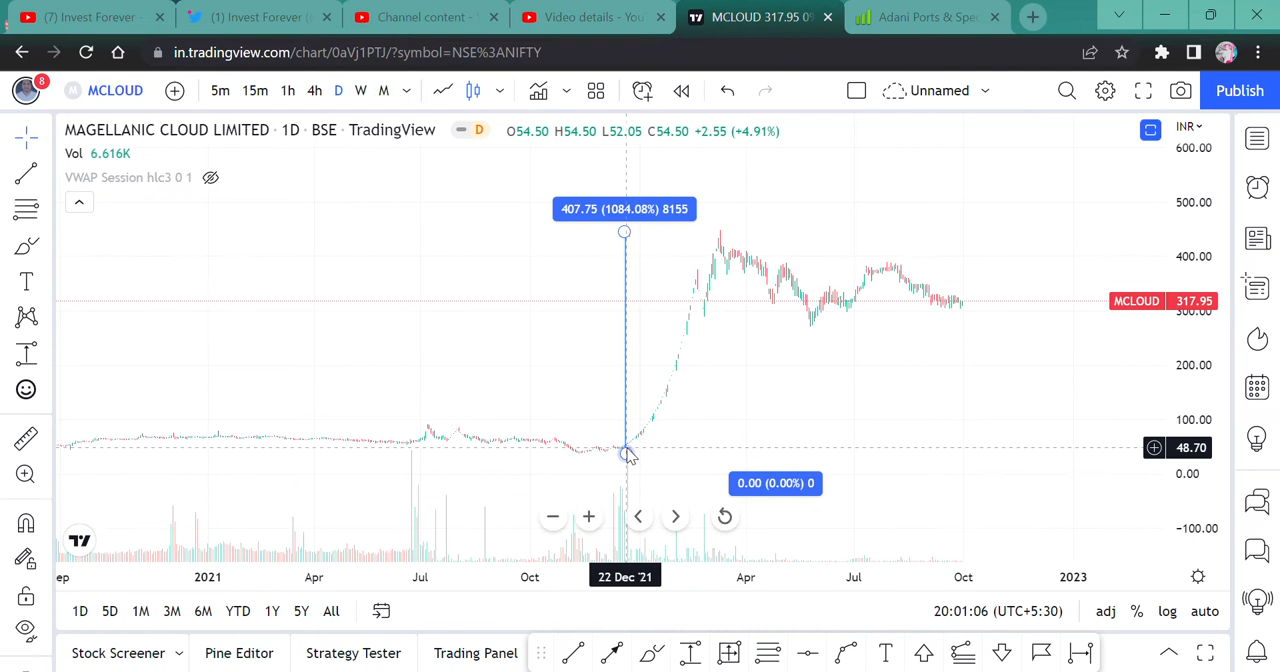 (7) Invest Forever -
(1) Invest Forever (
Channel content -
Video details - You
MCLOUD 317.95 0
Adani Ports & Spec
in.tradingview.com/chart/0aVj1PTJ/?symbol=NSE%3ANIFTY
8
M MCLOUD
5m 15m 1h 4h D W M
Unnamed
Publish
MAGELLANIC CLOUD LIMITED · 1D · BSE · TradingView
D
O54.50 H54.50 L52.05 C54.50 +2.55 (+4.91%)
INR
Vol 6.616K
VWAP Session hlc3 0 1
600.00
500.00
407.75 (1084.08%) 8155
400.00
MCLOUD 317.95
300.00
200.00
100.00
48.70
0.00
0.00 (0.00%) 0
-100.00
ep 2021 Apr Jul Oct 22 Dec '21 Apr Jul Oct 2023
1D 5D 1M 3M 6M YTD 1Y 5Y All
20:01:06 (UTC+5:30) adj % log auto
Stock Screener Pine Editor Strategy Tester Trading Panel